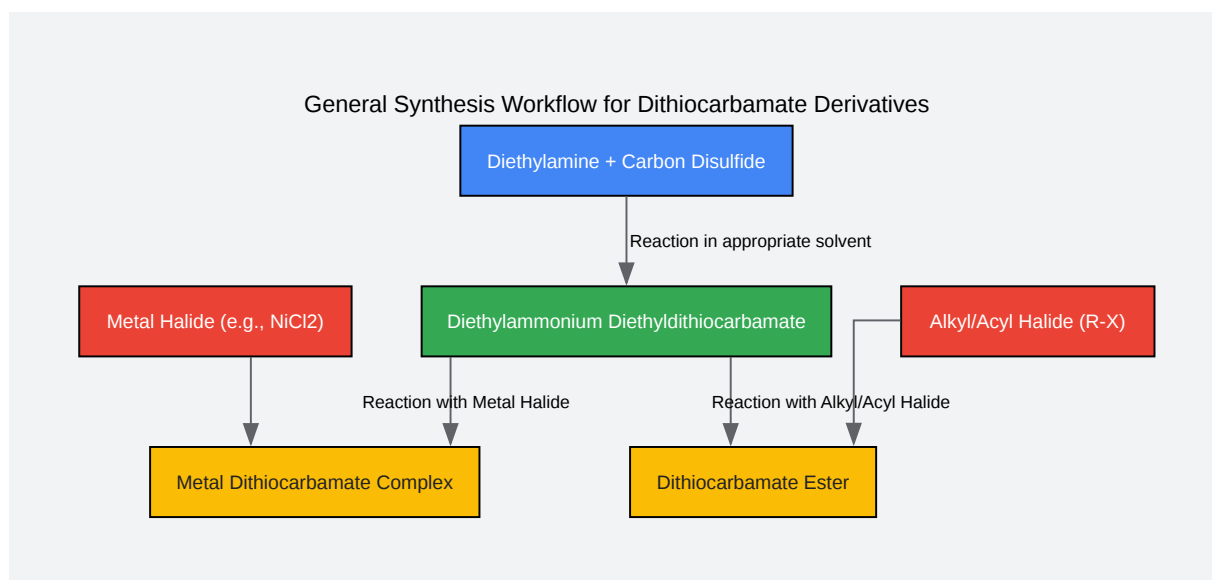 General Synthesis Workflow for Dithiocarbamate Derivatives
Diethylamine + Carbon Disulfide
Reaction in appropriate solvent
Metal Halide (e.g., NiCl2)
Diethylammonium Diethyldithiocarbamate
Alkyl/Acyl Halide (R-X)
Reaction with Metal Halide
Reaction with Alkyl/Acyl Halide
Metal Dithiocarbamate Complex
Dithiocarbamate Ester